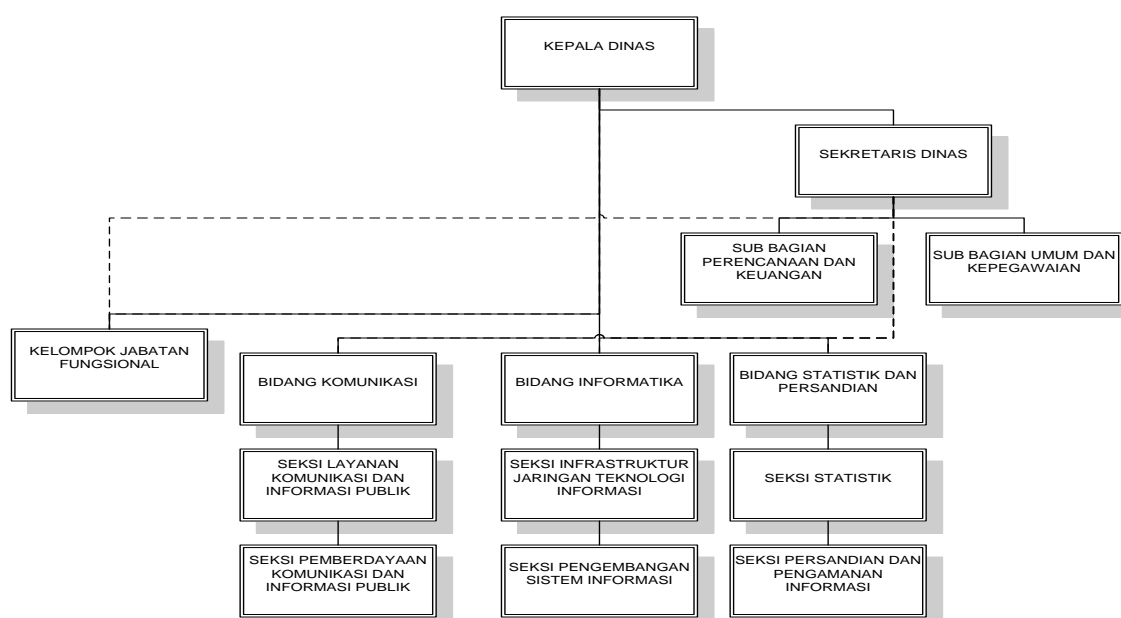 KEPALA DINAS
SEKRETARIS DINAS
SUB BAGIAN
PERENCANAAN DAN
KEUANGAN
SUB BAGIAN UMUM DAN
KEPEGAWAIAN
KELOMPOK JABATAN
FUNGSIONAL
BIDANG KOMUNIKASI
BIDANG INFORMATIKA
BIDANG STATISTIK DAN
PERSANDIAN
SEKSI LAYANAN
KOMUNIKASI DAN
INFORMASI PUBLIK
SEKSI INFRASTRUKTUR
JARINGAN TEKNOLOGI
INFORMASI
SEKSI STATISTIK
SEKSI PEMBERDAYAAN
KOMUNIKASI DAN
INFORMASI PUBLIK
SEKSI PENGEMBANGAN
SISTEM INFORMASI
SEKSI PERSANDIAN DAN
PENGAMANAN
INFORMASI